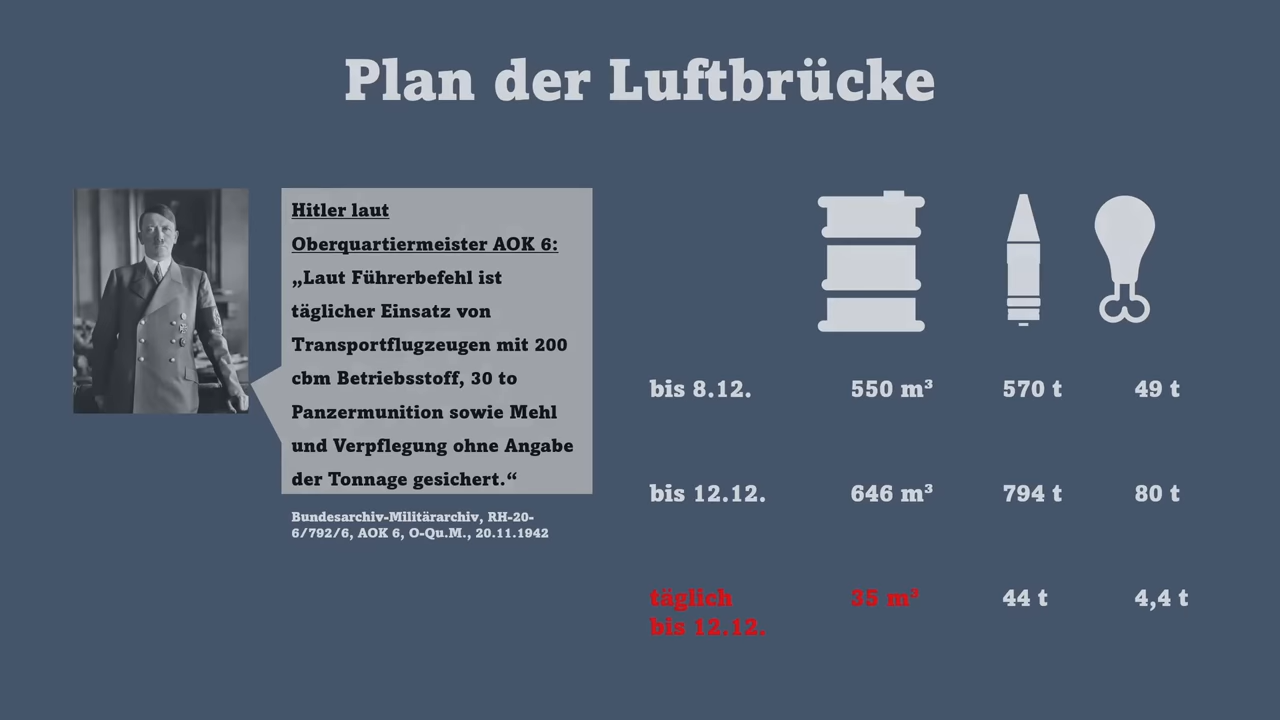 Plan der Luftbrücke
Hitler laut
Oberquartiermeister AOK 6:
„Laut Führerbefehl ist
täglicher Einsatz von
Transportflugzeugen mit 200
cbm Betriebsstoff, 30 to
Panzermunition sowie Mehl
und Verpflegung ohne Angabe
der Tonnage gesichert.“
Bundesarchiv-Militärarchiv, RH-20-
6/792/6, AOK 6, O-Qu.M., 20.11.1942
bis 8.12. 550 m³ 570 t 49 t
bis 12.12. 646 m³ 794 t 80 t
täglich 35 m³ 44 t 4,4 t
bis 12.12.